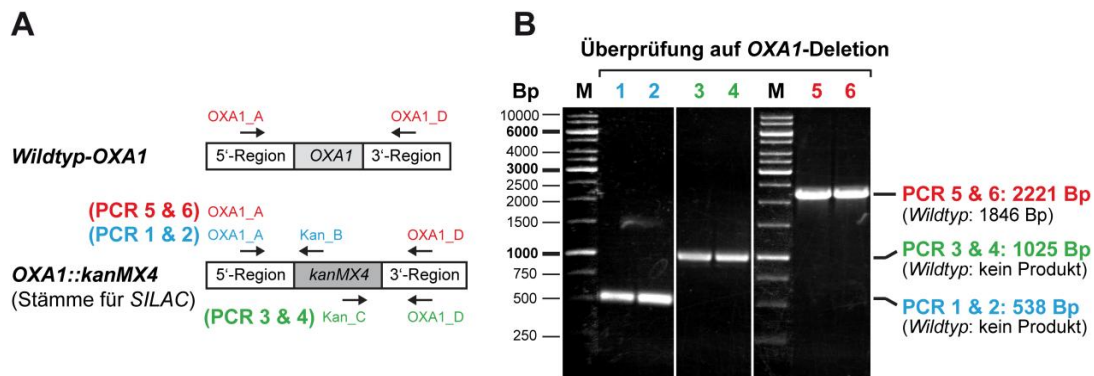 A
OXA1_A OXA1_D
Wildtyp-OXA1 5‘-Region OXA1 3‘-Region
(PCR 5 & 6) OXA1_A
(PCR 1 & 2) OXA1_A Kan_B OXA1_D
OXA1::kanMX4 5‘-Region kanMX4 3‘-Region
(Stämme für SILAC)
(PCR 3 & 4) Kan_C OXA1_D
B
Überprüfung auf OXA1-Deletion
Bp M 1 2 3 4 M 5 6
10000
6000
4000
3000
2500
2000
1500
1000
750
500
250
PCR 5 & 6: 2221 Bp
(Wildtyp: 1846 Bp)
PCR 3 & 4: 1025 Bp
(Wildtyp: kein Produkt)
PCR 1 & 2: 538 Bp
(Wildtyp: kein Produkt)